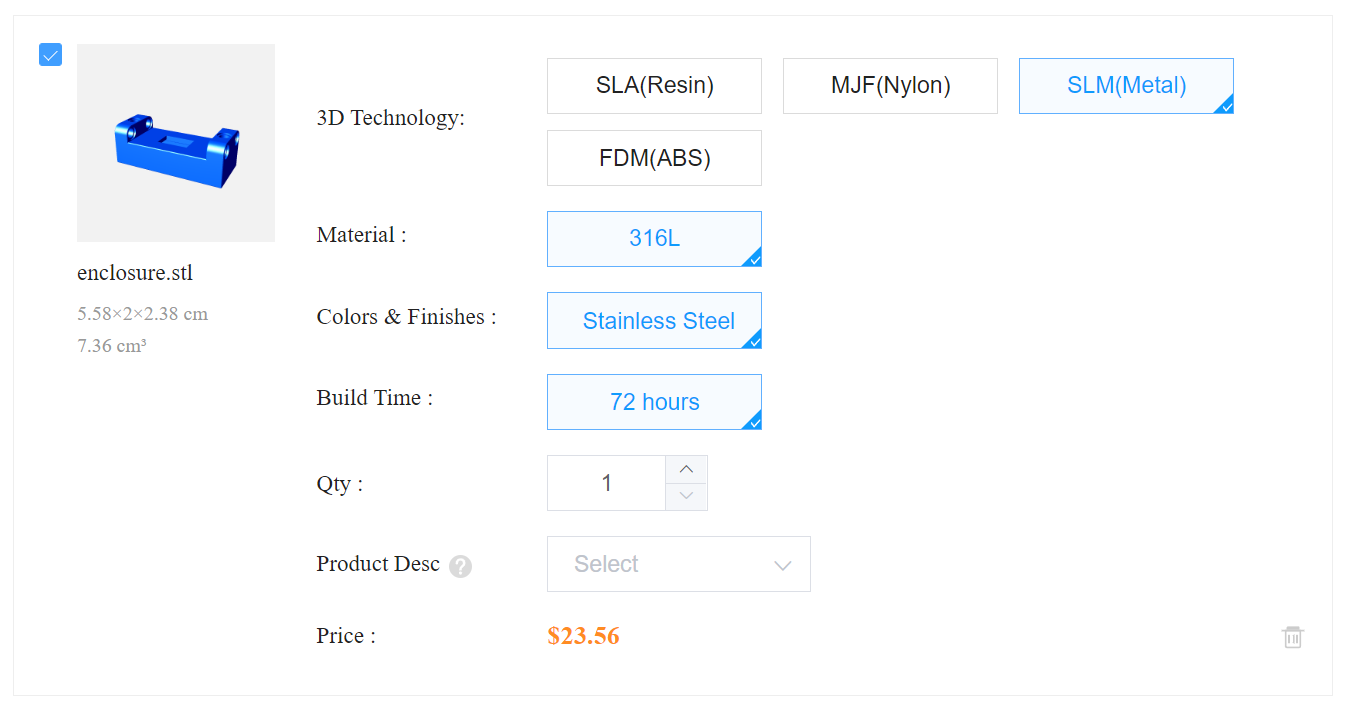 SLA(Resin) MJF(Nylon) SLM(Metal)
3D Technology:
FDM(ABS)
Material : 316L
enclosure.stl
5.58×2×2.38 cm
Colors & Finishes : Stainless Steel
7.36 cm³
Build Time : 72 hours
Qty : 1
Product Desc ? Select
Price : $23.56